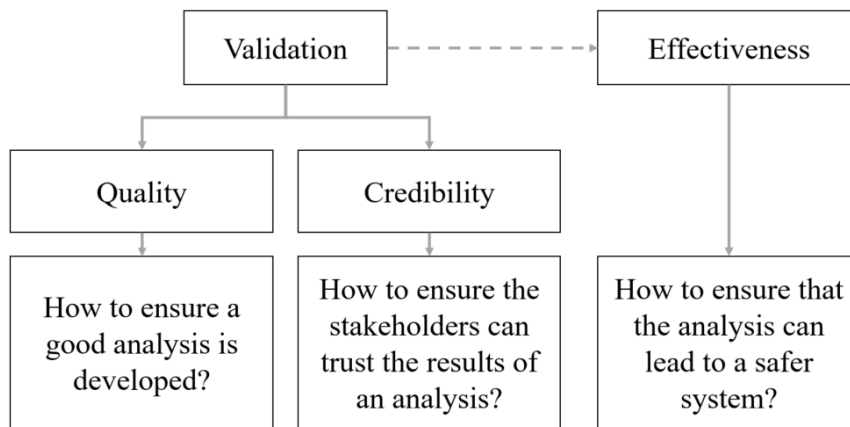 Validation
Effectiveness
Quality
Credibility
How to ensure a
good analysis is
developed?
How to ensure the
stakeholders can
trust the results of
an analysis?
How to ensure that
the analysis can
lead to a safer
system?